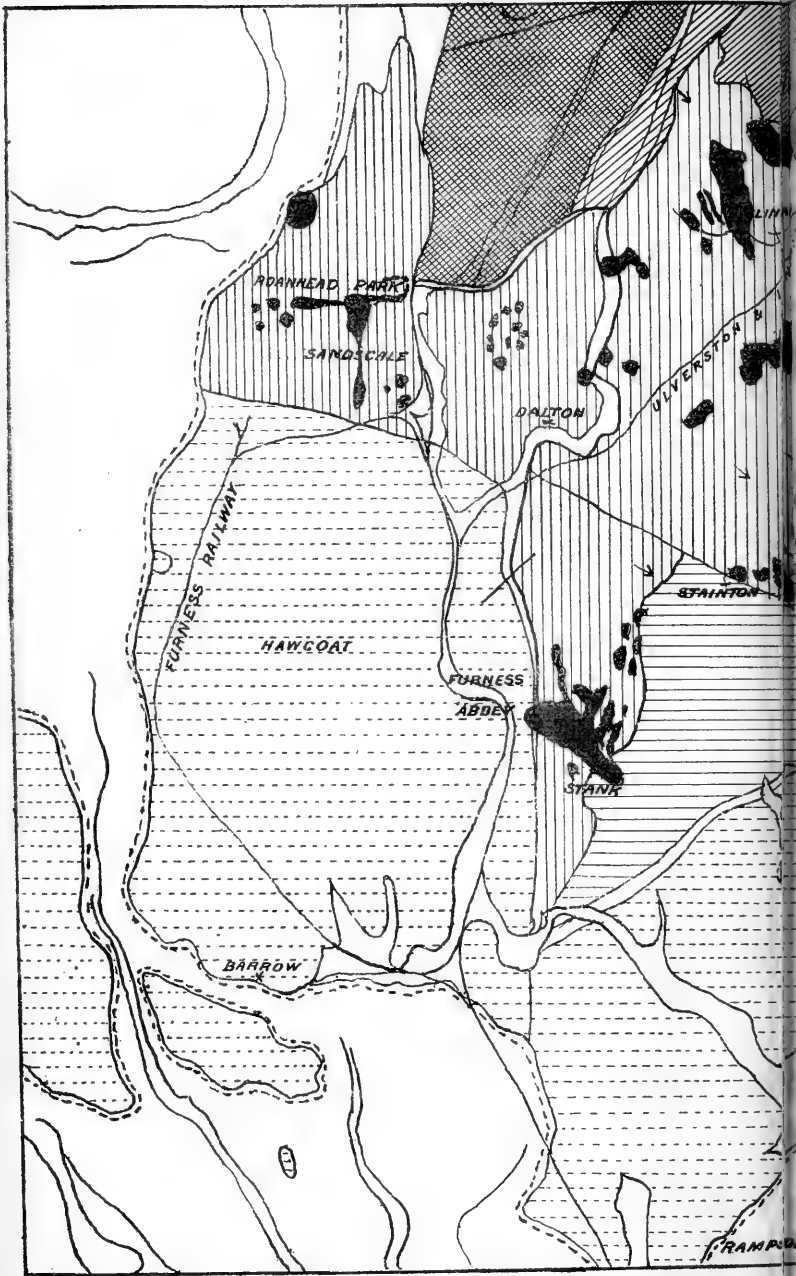 ROANHEAD PARK
SANDSCALE
DALTON
ULVERSTON &
STAINTON
FURNESS RAILWAY
HAWCOAT
FURNESS
ABBEY
STANK
BARROW